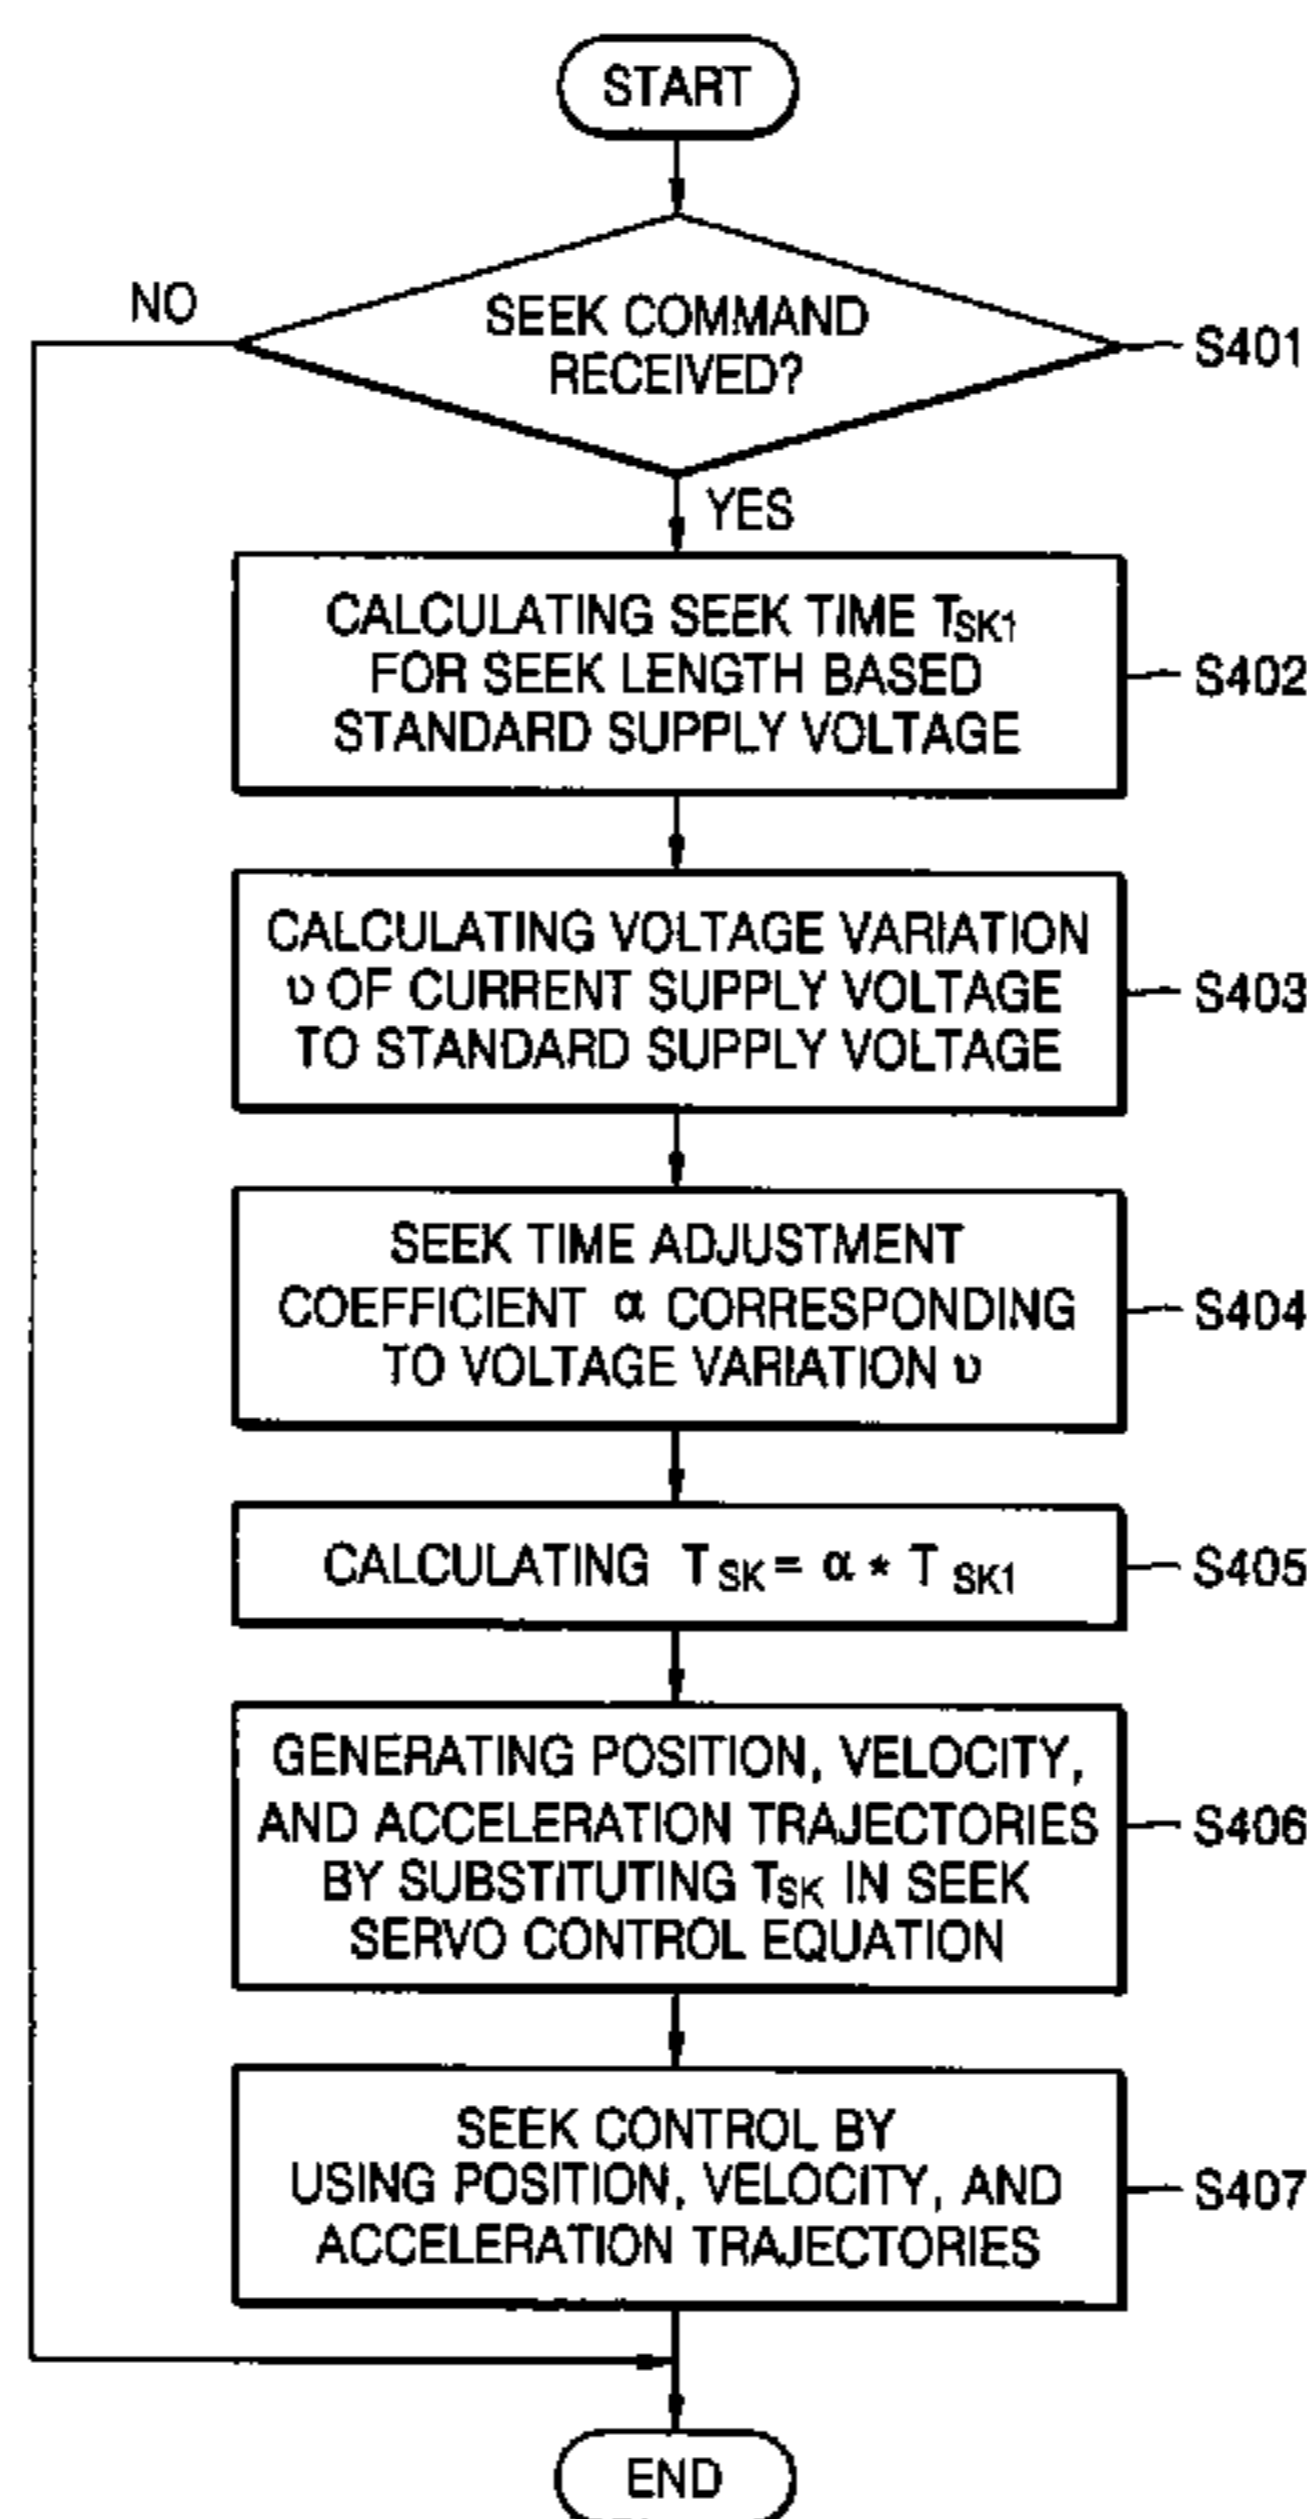 START
NO
SEEK COMMAND
RECEIVED?
S401
YES
CALCULATING SEEK TIME TSK1
FOR SEEK LENGTH BASED
STANDARD SUPPLY VOLTAGE
S402
CALCULATING VOLTAGE VARIATION
υ OF CURRENT SUPPLY VOLTAGE
TO STANDARD SUPPLY VOLTAGE
S403
SEEK TIME ADJUSTMENT
COEFFICIENT α CORRESPONDING
TO VOLTAGE VARIATION υ
S404
CALCULATING TSK = α * TSK1
S405
GENERATING POSITION, VELOCITY,
AND ACCELERATION TRAJECTORIES
BY SUBSTITUTING TSK IN SEEK
SERVO CONTROL EQUATION
S406
SEEK CONTROL BY
USING POSITION, VELOCITY, AND
ACCELERATION TRAJECTORIES
S407
END